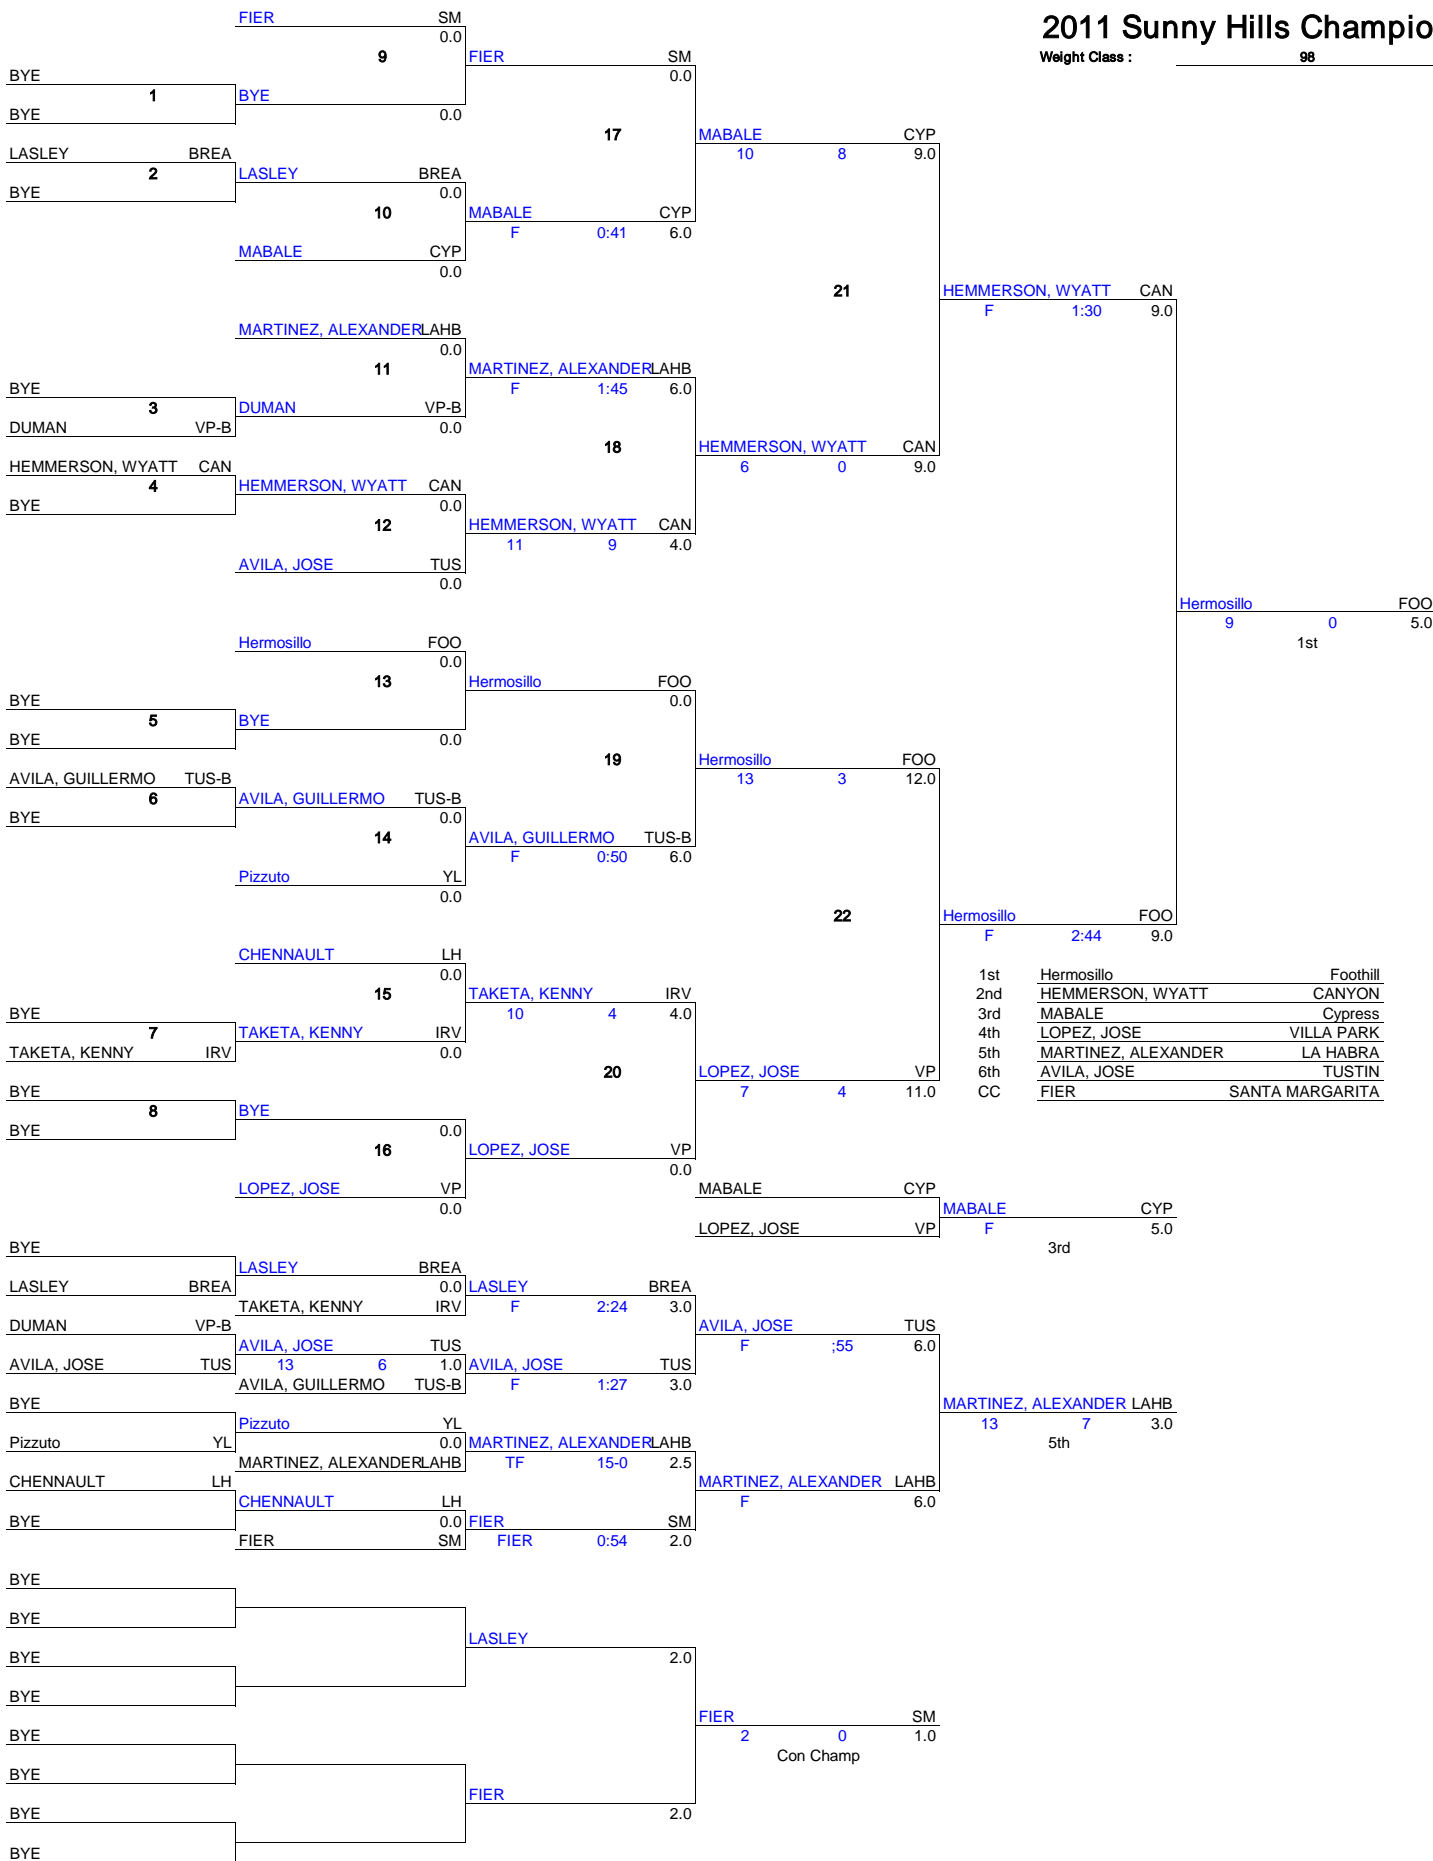 FIER SM
0.0
2011 Sunny Hills Champio
9
FIER SM
Weight Class : 98
BYE
0.0
1
BYE
BYE
0.0
17
MABALE CYP
LASLEY BREA
10 8 9.0
2
LASLEY BREA
BYE
0.0
10
MABALE CYP
F 0:41 6.0
MABALE CYP
0.0
21
HEMMERSON, WYATT CAN
F 1:30 9.0
MARTINEZ, ALEXANDER LAHB
0.0
11
MARTINEZ, ALEXANDER LAHB
BYE
F 1:45 6.0
3
DUMAN VP-B
DUMAN VP-B
0.0
18
HEMMERSON, WYATT CAN
HEMMERSON, WYATT CAN
6 0 9.0
4
HEMMERSON, WYATT CAN
BYE
0.0
12
HEMMERSON, WYATT CAN
11 9 4.0
AVILA, JOSE TUS
0.0
Hermosillo FOO
9 0 5.0
Hermosillo FOO
1st
0.0
13
Hermosillo FOO
BYE
0.0
5
BYE
BYE
0.0
19
Hermosillo FOO
AVILA, GUILLERMO TUS-B
13 3 12.0
6
AVILA, GUILLERMO TUS-B
BYE
0.0
14
AVILA, GUILLERMO TUS-B
F 0:50 6.0
Pizzuto YL
0.0
22
Hermosillo FOO
F 2:44 9.0
CHENNAULT LH
0.0
1st Hermosillo Foothill
15
TAKETA, KENNY IRV
2nd HEMMERSON, WYATT CANYON
BYE
10 4 4.0
3rd MABALE Cypress
7
TAKETA, KENNY IRV
4th LOPEZ, JOSE VILLA PARK
TAKETA, KENNY IRV
0.0
5th MARTINEZ, ALEXANDER LA HABRA
20
LOPEZ, JOSE VP
6th AVILA, JOSE TUSTIN
BYE
7 4 11.0
CC FIER SANTA MARGARITA
8
BYE
BYE
0.0
16
LOPEZ, JOSE VP
0.0
LOPEZ, JOSE VP
0.0
MABALE CYP
MABALE CYP
LOPEZ, JOSE VP
F 5.0
3rd
BYE
LASLEY BREA
LASLEY BREA
0.0
LASLEY BREA
TAKETA, KENNY IRV
F 2:24 3.0
DUMAN VP-B
AVILA, JOSE TUS
AVILA, JOSE TUS
F ;55 6.0
AVILA, JOSE TUS
13 6 1.0
AVILA, JOSE TUS
AVILA, GUILLERMO TUS-B
F 1:27 3.0
BYE
MARTINEZ, ALEXANDER LAHB
Pizzuto YL
13 7 3.0
Pizzuto YL
0.0
MARTINEZ, ALEXANDER LAHB
5th
MARTINEZ, ALEXANDER LAHB
TF 15-0 2.5
CHENNAULT LH
MARTINEZ, ALEXANDER LAHB
CHENNAULT LH
F 6.0
BYE
0.0
FIER SM
FIER SM
FIER 0:54 2.0
BYE
BYE
LASLEY
BYE
2.0
BYE
FIER SM
BYE
2 0 1.0
Con Champ
BYE
FIER
BYE
2.0
BYE